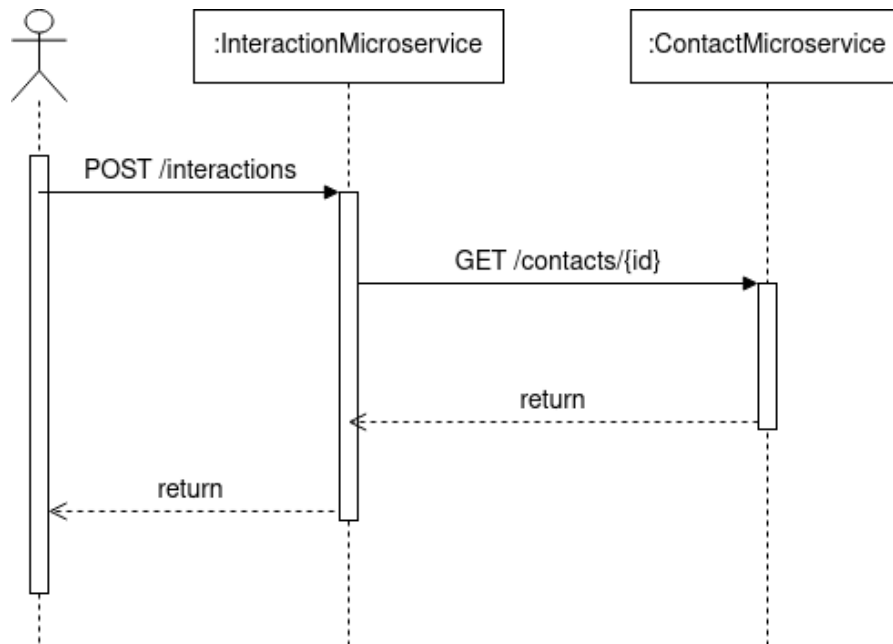 :InteractionMicroservice
:ContactMicroservice
POST /interactions
GET /contacts/{id}
return
return